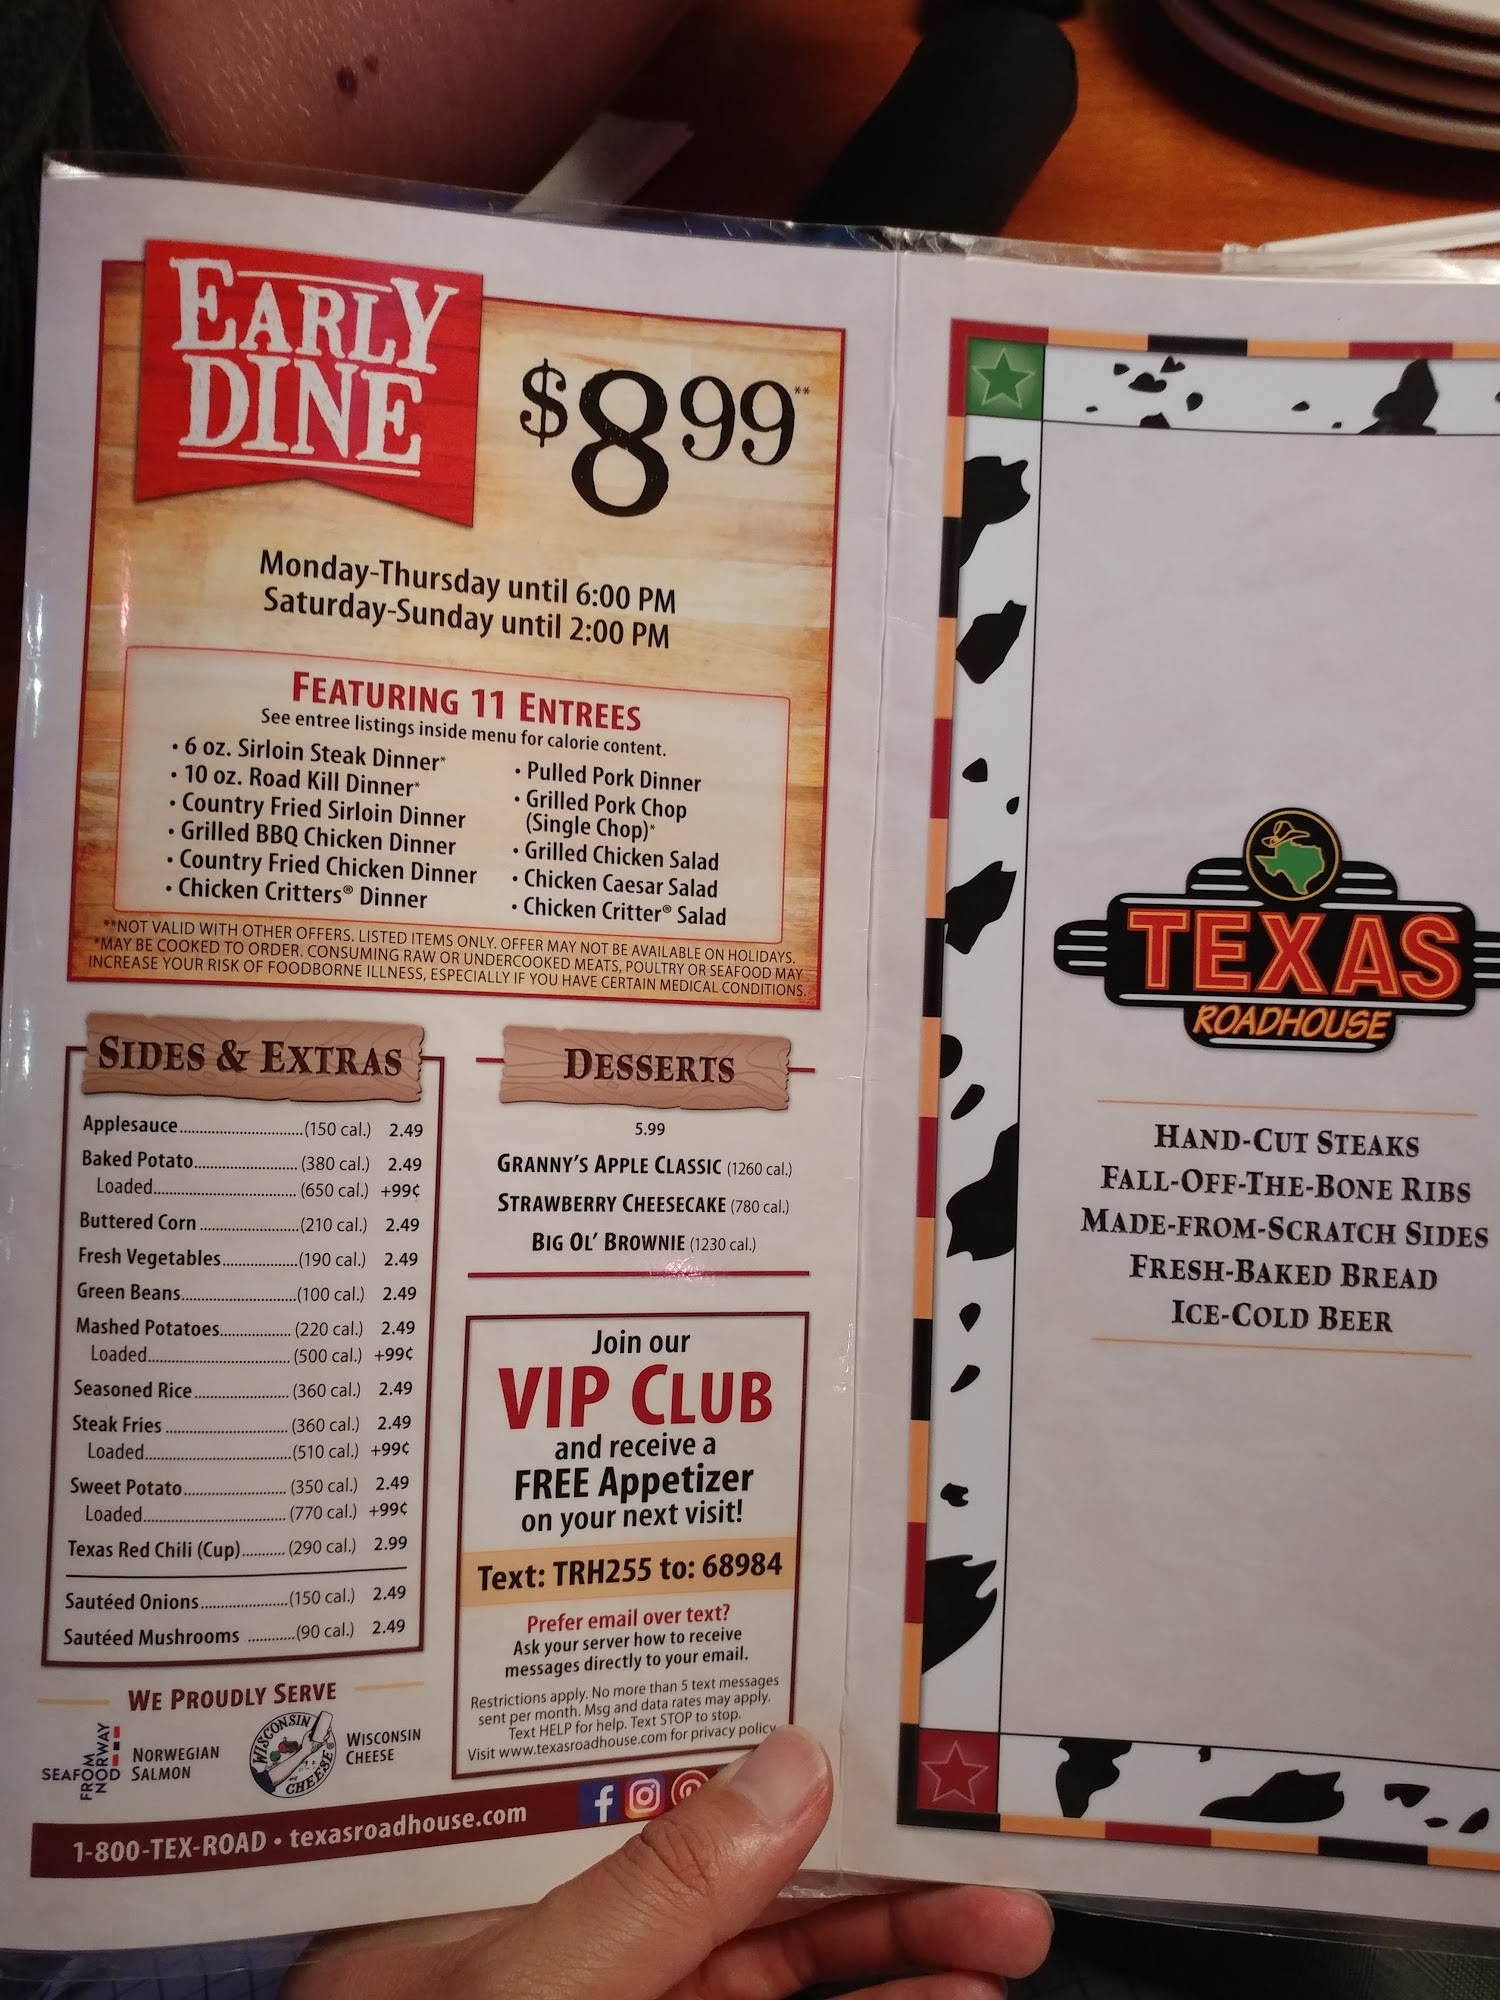 EARLY
DINE
$8.99**
Monday-Thursday until 6:00 PM
Saturday-Sunday until 2:00 PM
FEATURING 11 ENTREES
See entree listings inside menu for calorie content.
• 6 oz. Sirloin Steak Dinner*
• 10 oz. Road Kill Dinner*
• Country Fried Sirloin Dinner
• Grilled BBQ Chicken Dinner
• Country Fried Chicken Dinner
• Chicken Critters® Dinner
• Pulled Pork Dinner
• Grilled Pork Chop
(Single Chop)*
• Grilled Chicken Salad
• Chicken Caesar Salad
• Chicken Critter® Salad
**NOT VALID WITH OTHER OFFERS. LISTED ITEMS ONLY. OFFER MAY NOT BE AVAILABLE ON HOLIDAYS.
*MAY BE COOKED TO ORDER. CONSUMING RAW OR UNDERCOOKED MEATS, POULTRY OR SEAFOOD MAY
INCREASE YOUR RISK OF FOODBORNE ILLNESS, ESPECIALLY IF YOU HAVE CERTAIN MEDICAL CONDITIONS.
SIDES & EXTRAS
Applesauce..............................(150 cal.) 2.49
Baked Potato..........................(380 cal.) 2.49
Loaded...................................(650 cal.) +99¢
Buttered Corn........................(210 cal.) 2.49
Fresh Vegetables...................(190 cal.) 2.49
Green Beans............................(100 cal.) 2.49
Mashed Potatoes..................(220 cal.) 2.49
Loaded...................................(500 cal.) +99¢
Seasoned Rice.......................(360 cal.) 2.49
Steak Fries..............................(360 cal.) 2.49
Loaded...................................(510 cal.) +99¢
Sweet Potato.........................(350 cal.) 2.49
Loaded...................................(770 cal.) +99¢
Texas Red Chili (Cup)...........(290 cal.) 2.99
Sautéed Onions.....................(150 cal.) 2.49
Sautéed Mushrooms............(90 cal.) 2.49
WE PROUDLY SERVE
SEAFOOD
FROM
NORWAY
NORWEGIAN
SALMON
WISCONSIN
CHEESE
WISCONSIN
CHEESE
DESSERTS
5.99
GRANNY'S APPLE CLASSIC (1260 cal.)
STRAWBERRY CHEESECAKE (780 cal.)
BIG OL' BROWNIE (1230 cal.)
Join our
VIP CLUB
and receive a
FREE Appetizer
on your next visit!
Text: TRH255 to: 68984
Prefer email over text?
Ask your server how to receive
messages directly to your email.
Restrictions apply. No more than 5 text messages
sent per month. Msg and data rates may apply.
Text HELP for help. Text STOP to stop.
Visit www.texasroadhouse.com for privacy policy
1-800-TEX-ROAD • texasroadhouse.com
TEXAS
ROADHOUSE
HAND-CUT STEAKS
FALL-OFF-THE-BONE RIBS
MADE-FROM-SCRATCH SIDES
FRESH-BAKED BREAD
ICE-COLD BEER